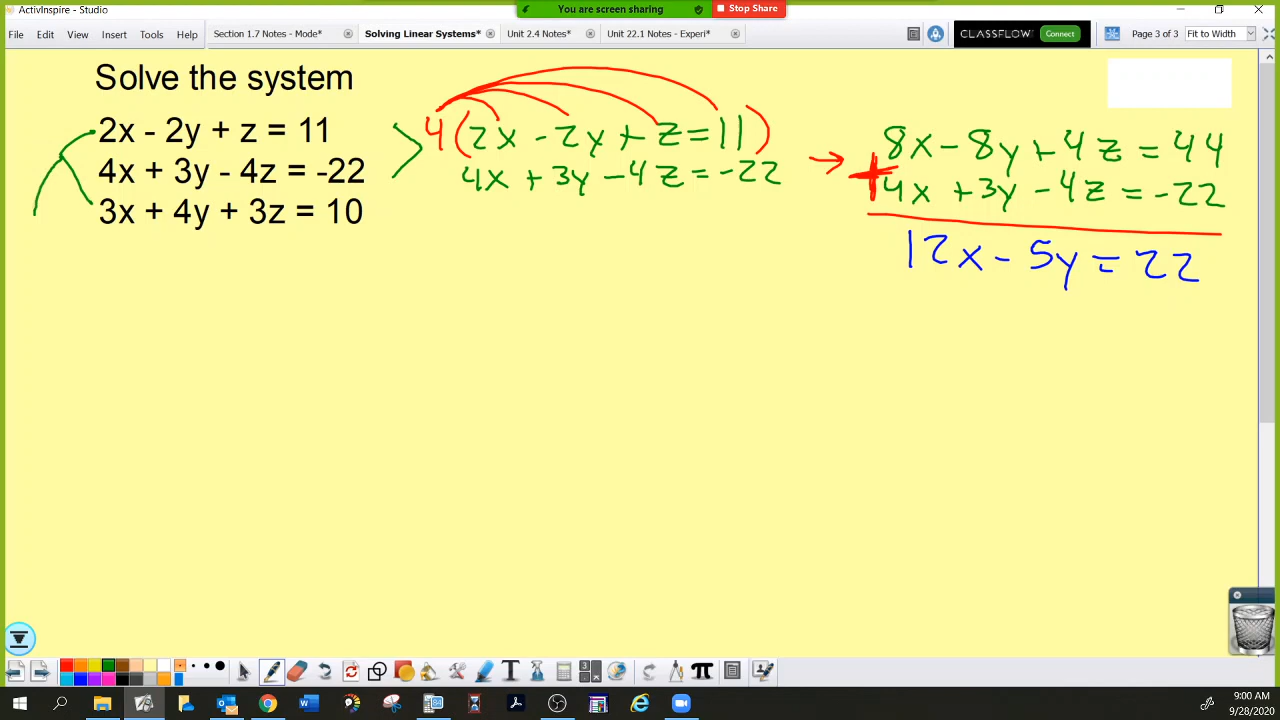 ActivInspire - Studio
You are screen sharing
Stop Share
File Edit View Insert Tools Help
Section 1.7 Notes - Mode*
Solving Linear Systems*
Unit 2.4 Notes*
Unit 22.1 Notes - Experi*
CLASSFLOW
Connect
Page 3 of 3
Fit to Width
Solve the system
2x - 2y + z = 11
4x + 3y - 4z = -22
3x + 4y + 3z = 10
4(2x - 2y + z = 11)
4x + 3y - 4z = -22
8x - 8y + 4z = 44
+ 4x + 3y - 4z = -22
12x - 5y = 22
9:00 AM
9/28/2020